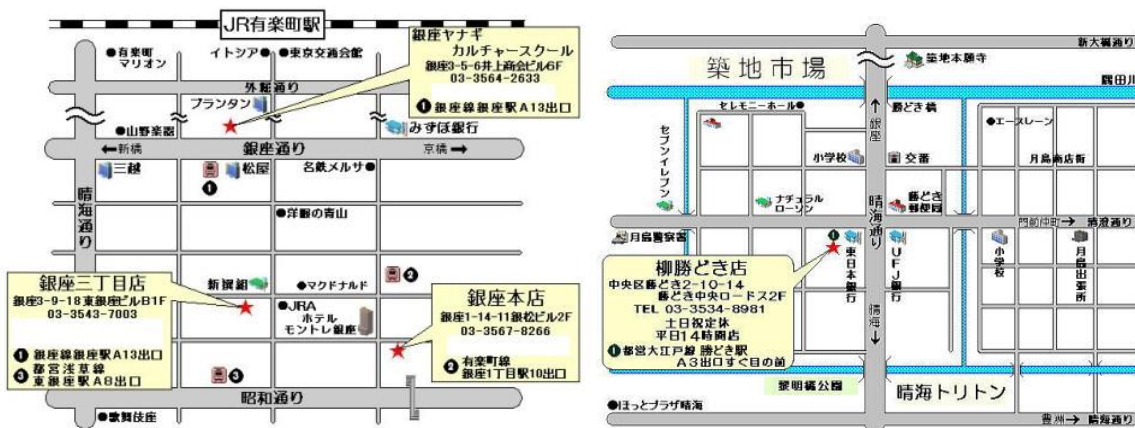 JR有楽町駅
●有楽町
マリオン
イトシア●
●東京交通会館
銀座ヤナギ
カルチャースクール
銀座3-5-6井上商会ビル6F
03-3564-2633
❶銀座線銀座駅A13出口
外堀通り
プランタン
●山野楽器
みずほ銀行
←新橋
銀座通り
京橋→
三越
松屋
名鉄メルサ●
❶
晴海通り
●洋服の青山
銀座三丁目店
銀座3-9-18東銀座ビルB1F
03-3543-7003
❶銀座線銀座駅A13出口
都営浅草線
❸東銀座駅A8出口
新撰組
●マクドナルド
❷
●JRA
ホテル
モントレ銀座
銀座本店
銀座1-14-11銀松ビル2F
03-3567-8266
有楽町線
❷銀座1丁目駅10出口
❸
昭和通り
●歌舞伎座
新大橋通り
築地本願寺
築地市場
隅田川
セレモニーホール●
↑銀座
勝どき橋
●エースレーン
セブンイレブン
小学校
交番
月島商店街
ナチュラル
ローソン
晴海通り
勝どき
郵便局
門前仲町→
清澄通り
月島警察署
❶
東日本銀行
UFJ銀行
小学校
月島出張所
柳勝どき店
中央区勝どき2-10-14
勝どき中央ロードス2F
TEL 03-3534-8981
土日祝定休
平日14時開店
❶都営大江戸線 勝どき駅
A3出口すぐ目の前
晴海↓
黎明橋公園
晴海トリトン
●ほっとプラザ晴海
豊洲→
晴海通り